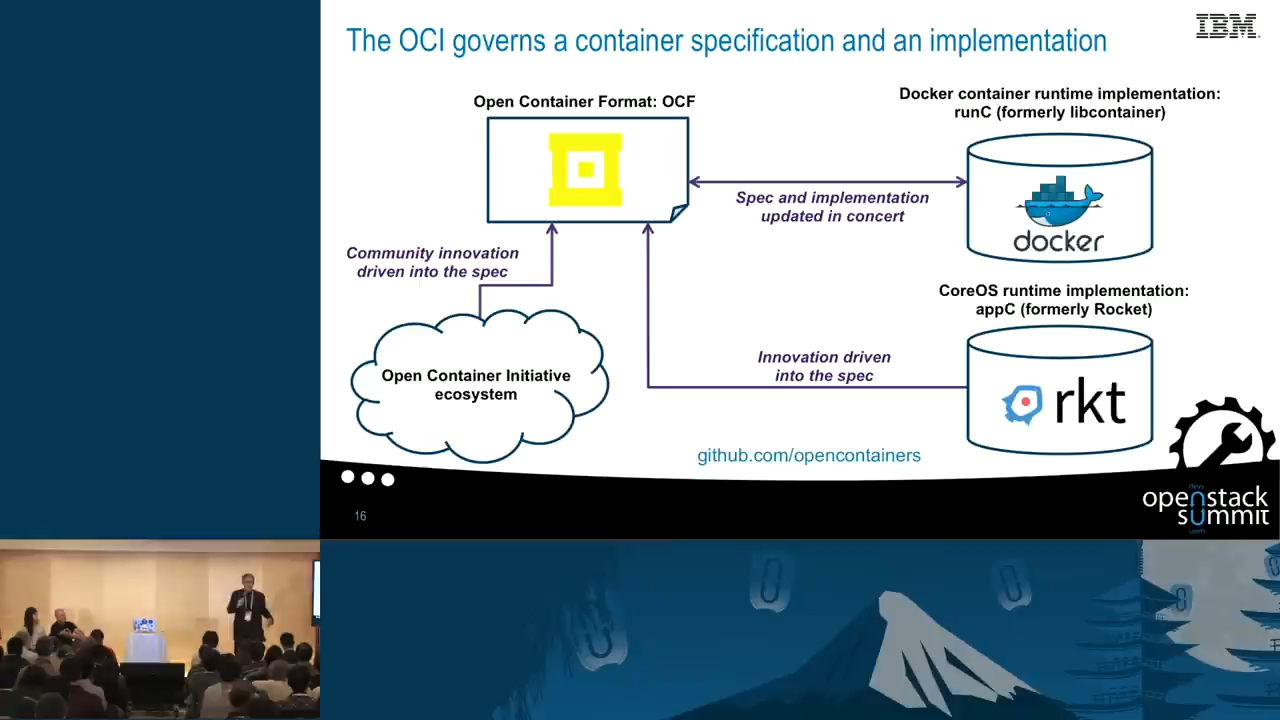 The OCI governs a container specification and an implementation
IBM
Open Container Format: OCF
Docker container runtime implementation:
runC (formerly libcontainer)
Spec and implementation
updated in concert
docker
Community innovation
driven into the spec
CoreOS runtime implementation:
appC (formerly Rocket)
Innovation driven
into the spec
Open Container Initiative
ecosystem
rkt
github.com/opencontainers
16
openstack
summit